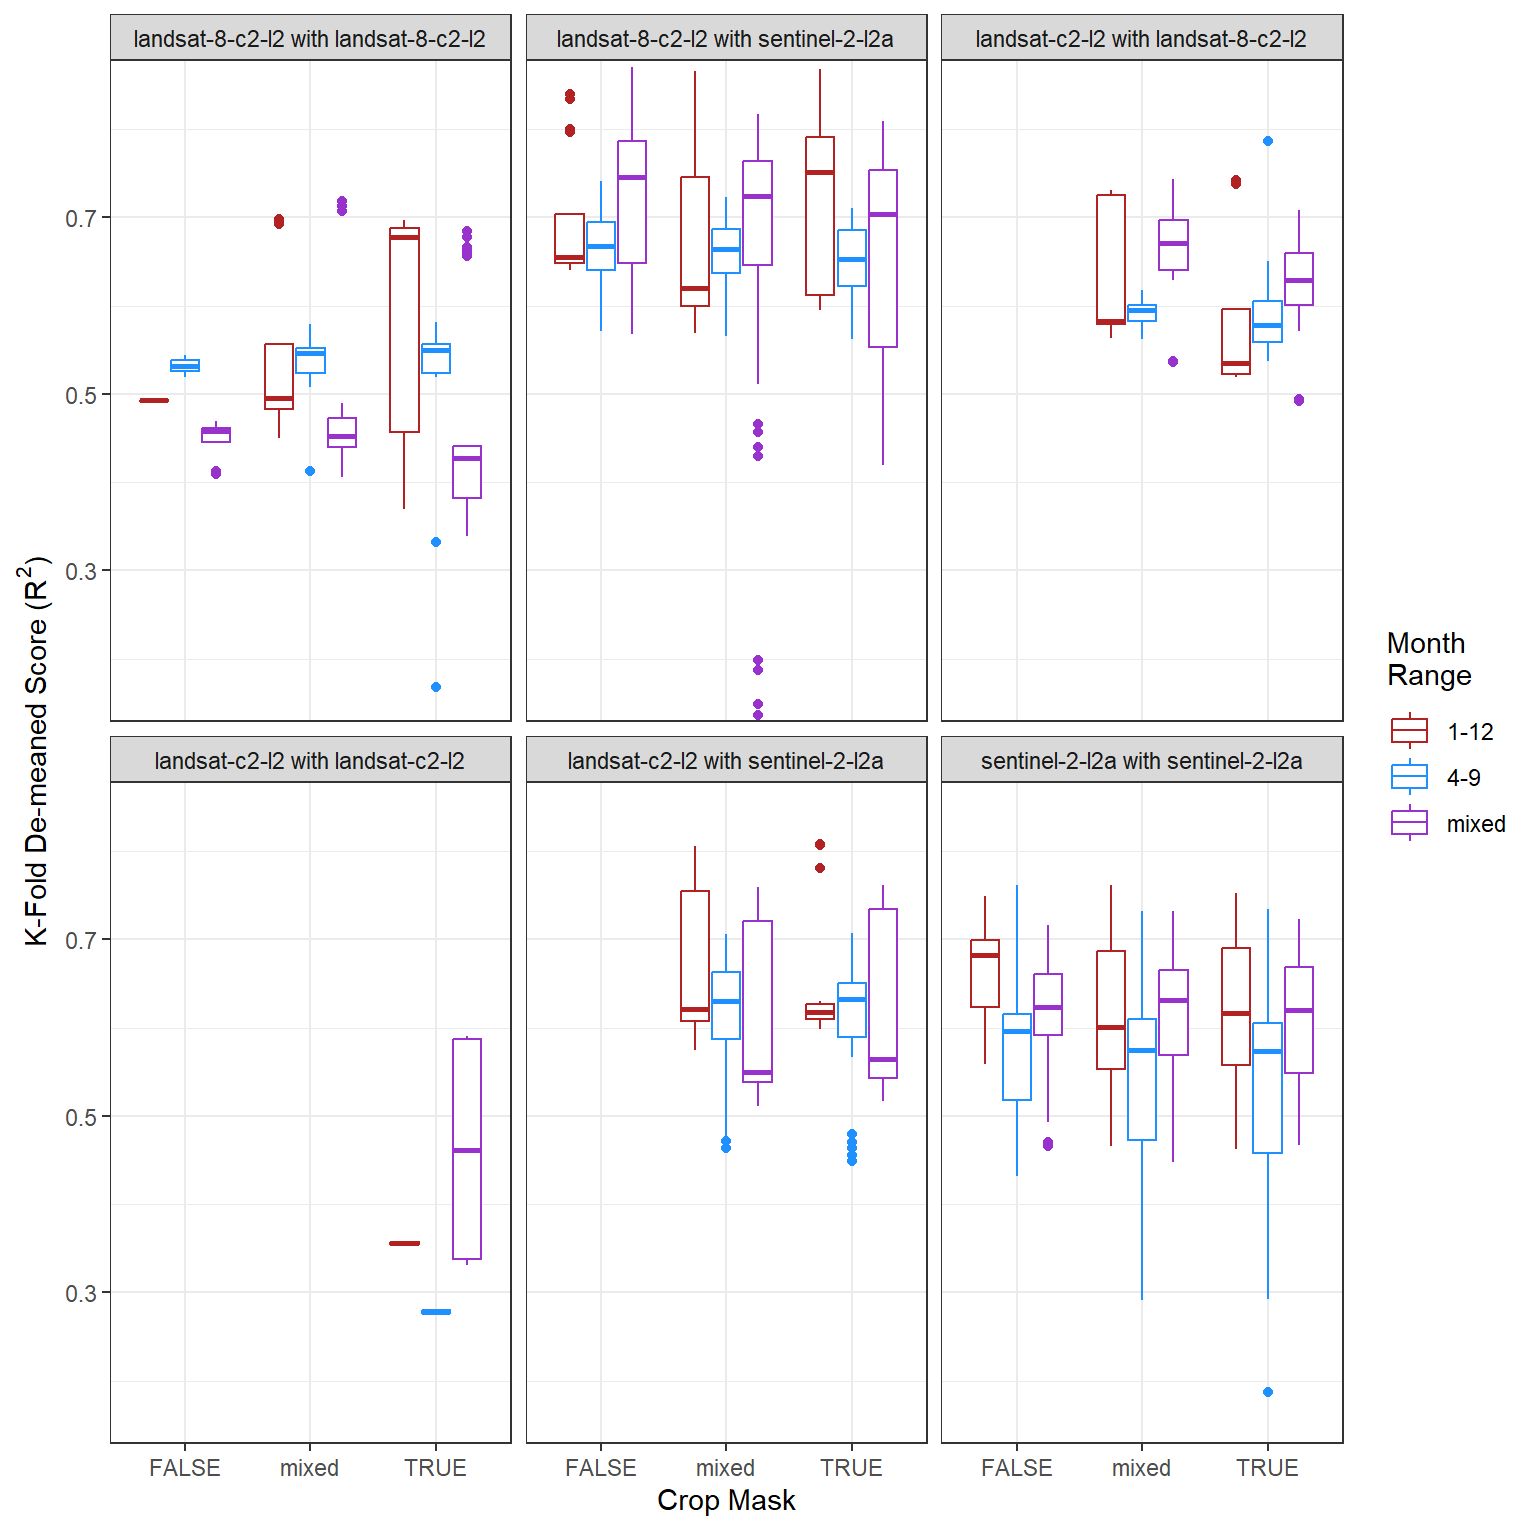 landsat-8-c2-l2 with landsat-8-c2-l2
landsat-8-c2-l2 with sentinel-2-l2a
landsat-c2-l2 with landsat-8-c2-l2
0.7
0.5
0.3
landsat-c2-l2 with landsat-c2-l2
landsat-c2-l2 with sentinel-2-l2a
sentinel-2-l2a with sentinel-2-l2a
0.7
0.5
0.3
FALSE
mixed
TRUE
FALSE
mixed
TRUE
FALSE
mixed
TRUE
Crop Mask
K-Fold De-meaned Score (R²)
Month
Range
1-12
4-9
mixed